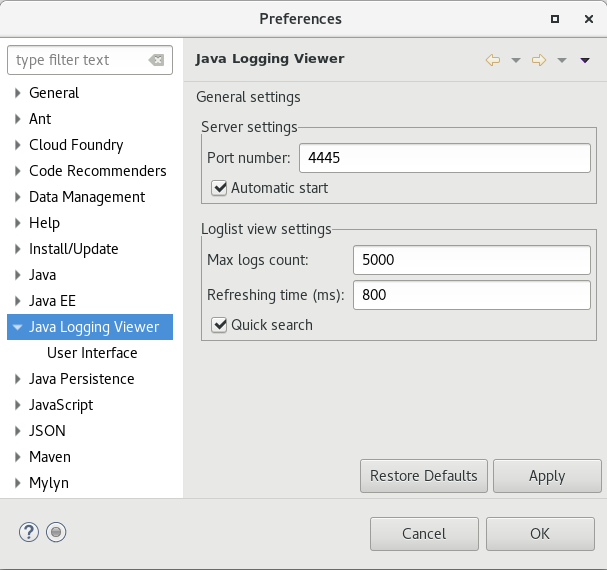 Preferences
type filter text
General
Ant
Cloud Foundry
Code Recommenders
Data Management
Help
Install/Update
Java
Java EE
Java Logging Viewer
User Interface
Java Persistence
JavaScript
JSON
Maven
Mylyn
Java Logging Viewer
General settings
Server settings
Port number: 4445
Automatic start
Loglist view settings
Max logs count: 5000
Refreshing time (ms): 800
Quick search
Restore Defaults Apply
? Cancel OK